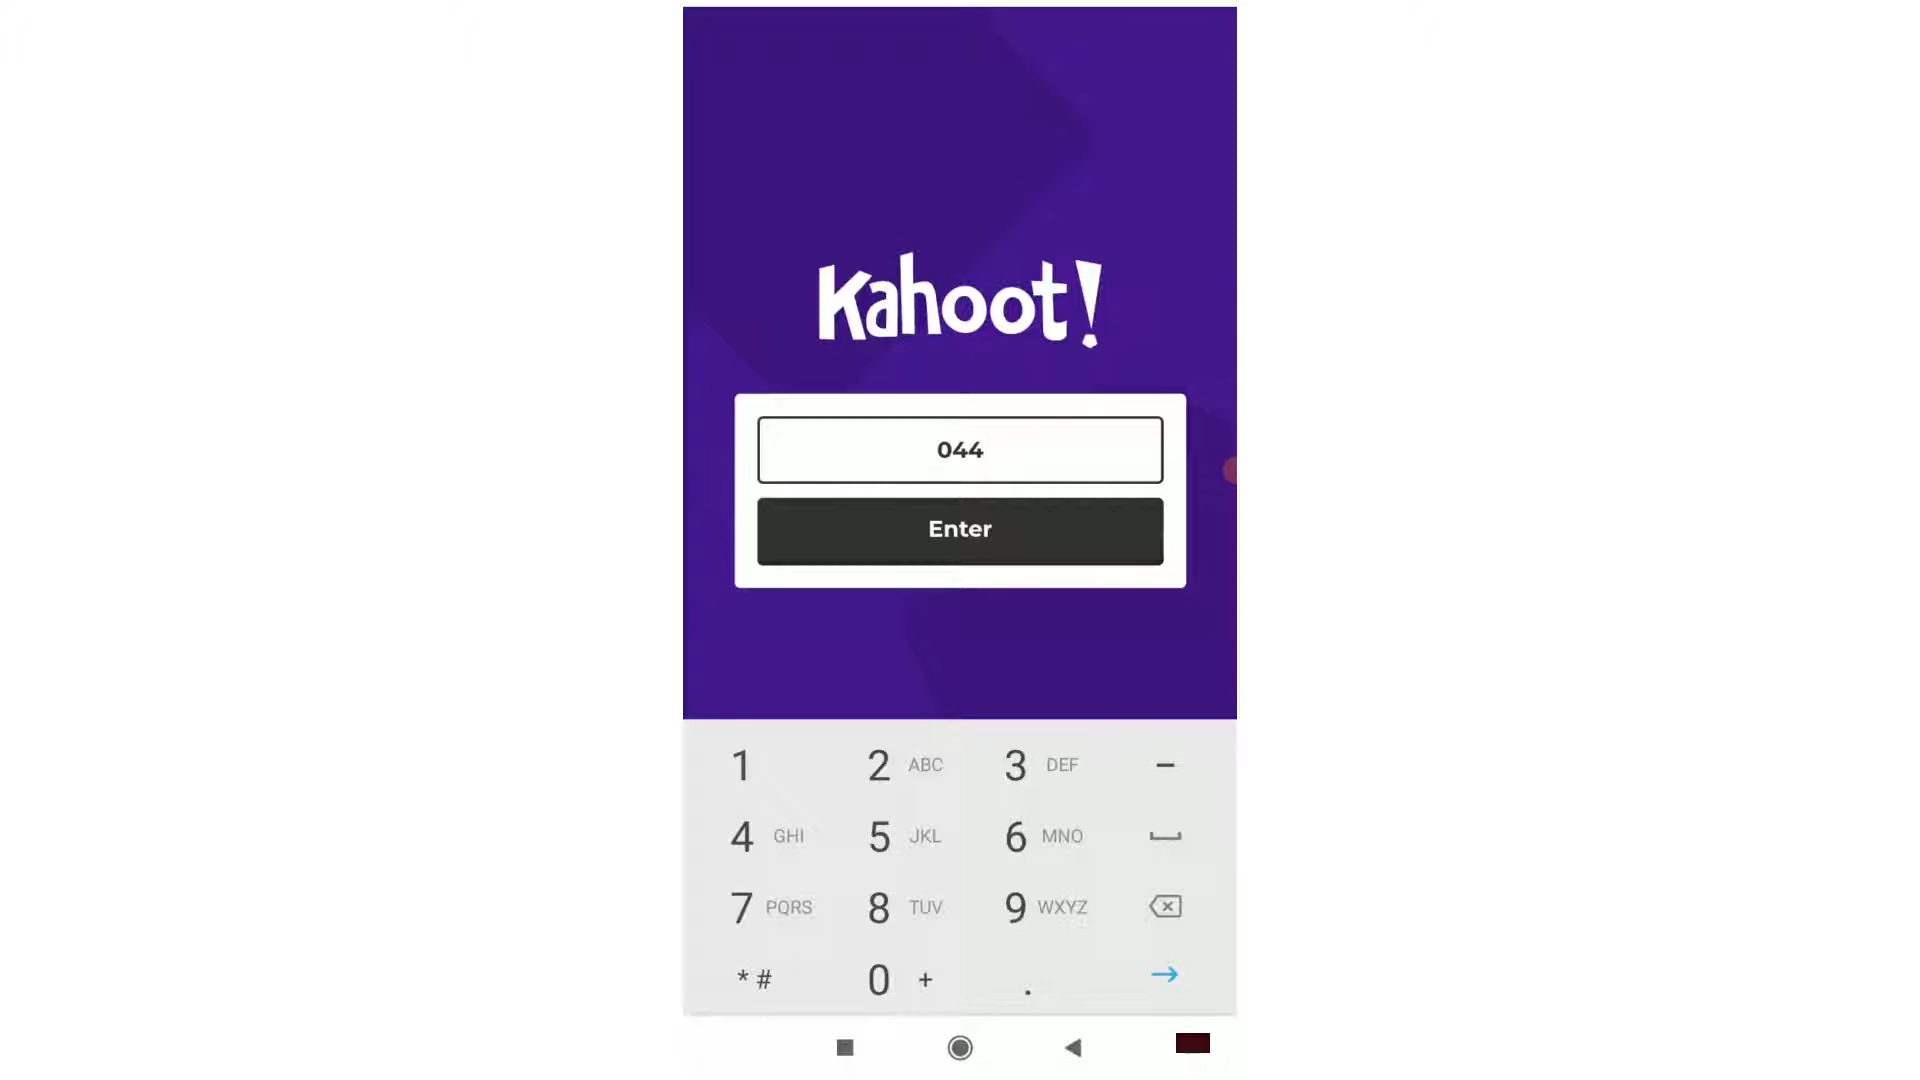 Kahoot!
044
Enter
1 2 ABC 3 DEF –
4 GHI 5 JKL 6 MNO
7 PQRS 8 TUV 9 WXYZ
* # 0 + .